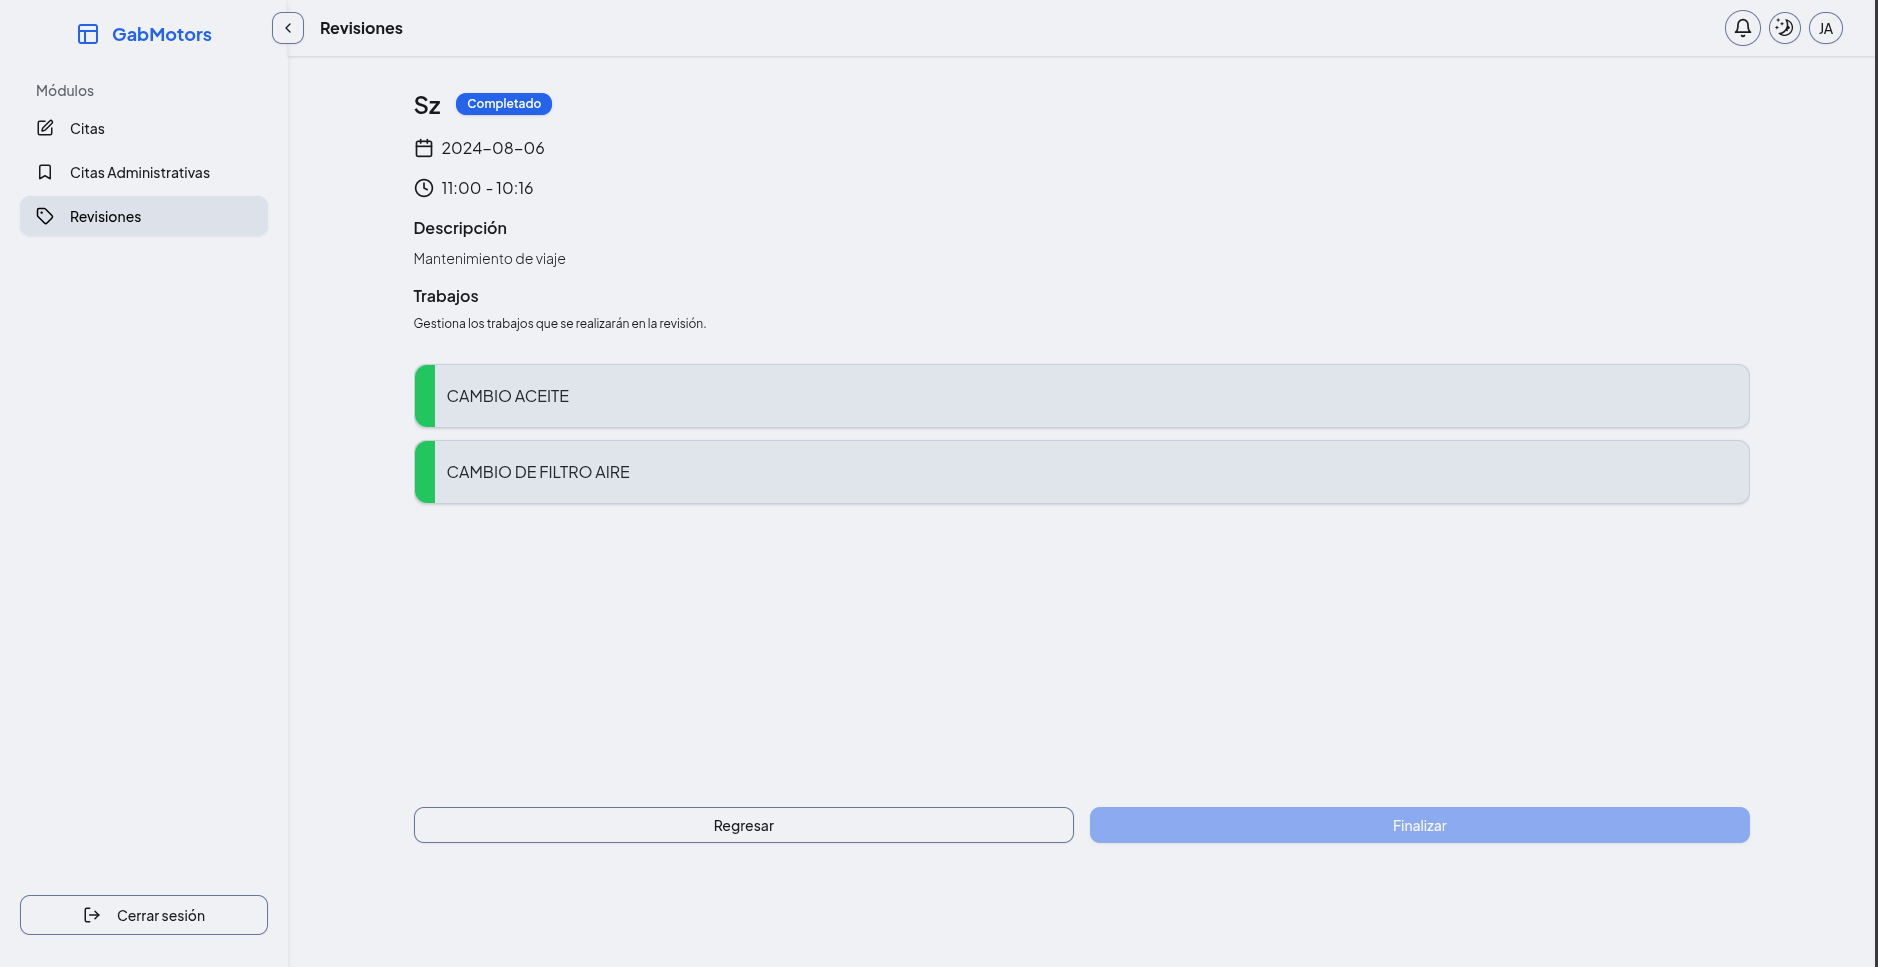 GabMotors
Revisiones
JA
Módulos
Citas
Citas Administrativas
Revisiones
Sz
Completado
2024-08-06
11:00 - 10:16
Descripción
Mantenimiento de viaje
Trabajos
Gestiona los trabajos que se realizarán en la revisión.
CAMBIO ACEITE
CAMBIO DE FILTRO AIRE
Regresar
Finalizar
Cerrar sesión